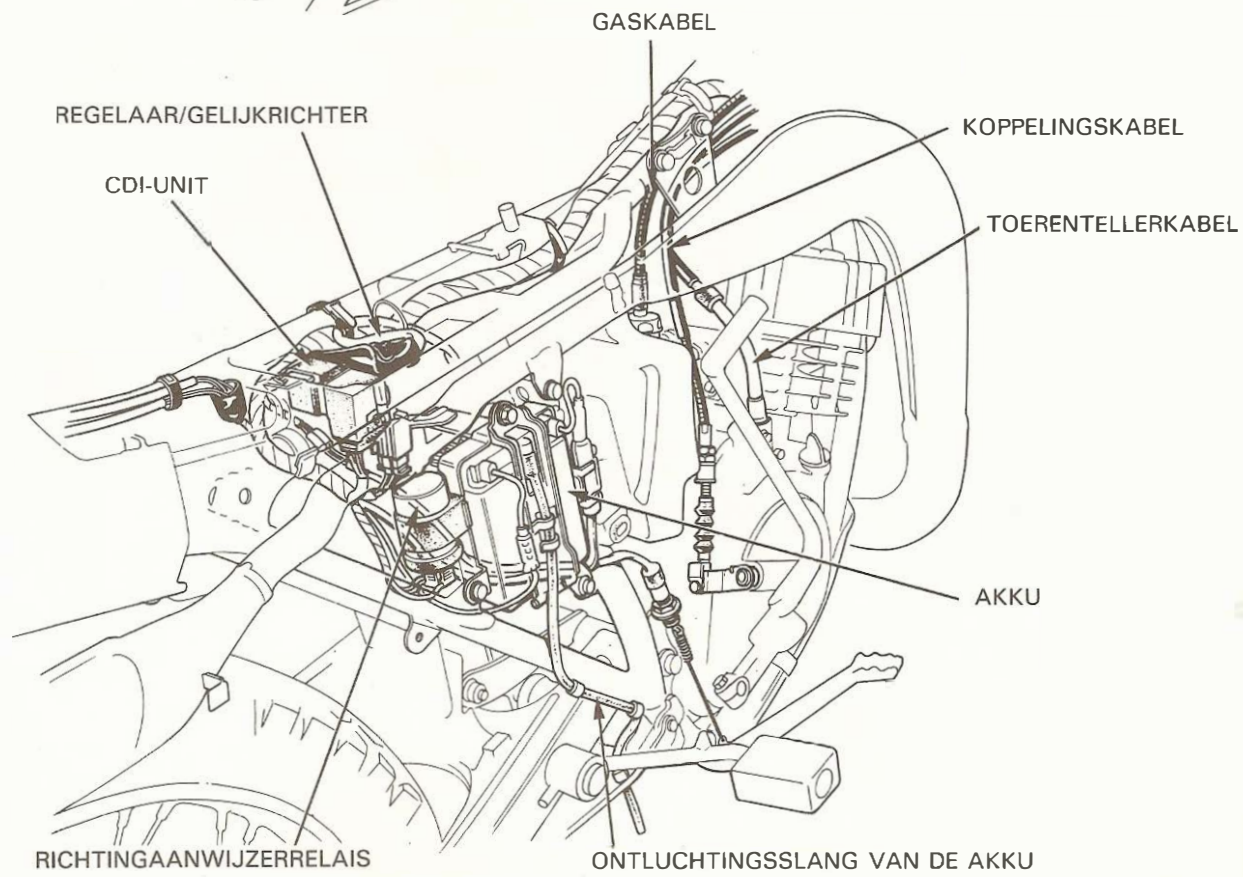 GASKABEL
REGELAAR/GELIJKRICHTER
KOPPELINGSKABEL
CDI-UNIT
TOERENTELLERKABEL
AKKU
RICHTINGAANWIJZERRELAIS
ONTLUCHTINGSSLANG VAN DE AKKU